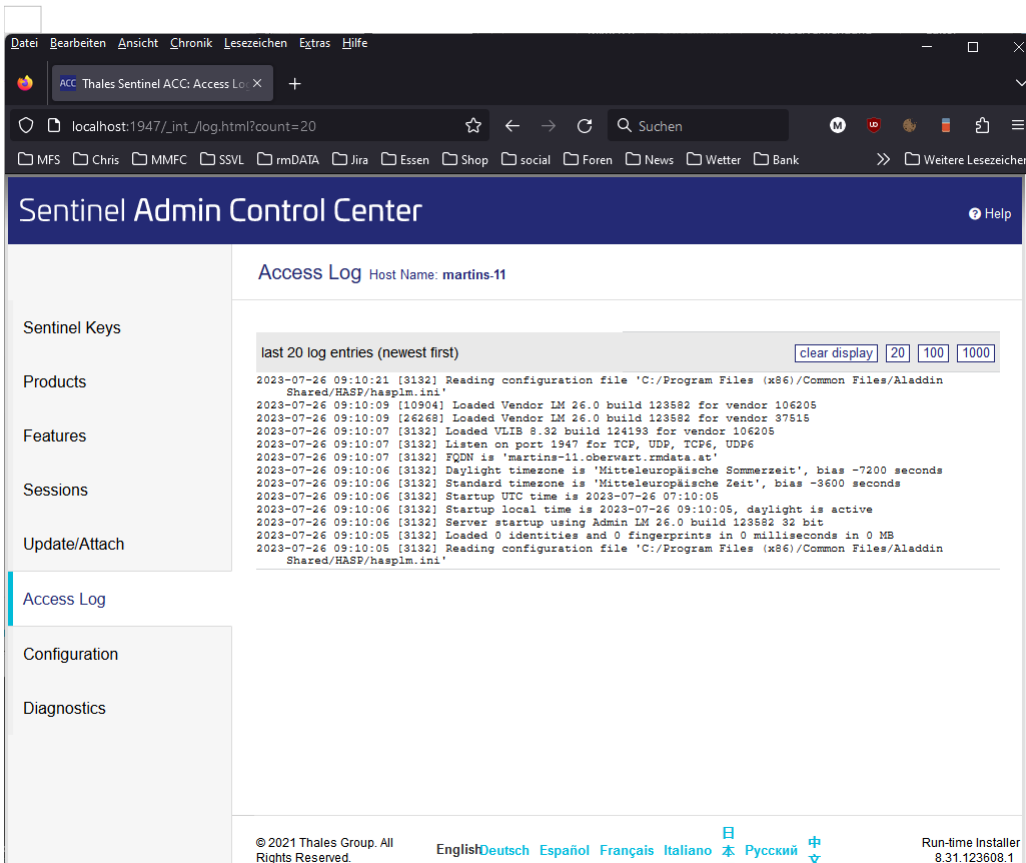 Datei Bearbeiten Ansicht Chronik Lesezeichen Extras Hilfe
ACC Thales Sentinel ACC: Access Log
localhost:1947/_int_/log.html?count=20 Suchen
MFS Chris MMFC SSVL rmDATA Jira Essen Shop social Foren News Wetter Bank Weitere Lesezeichen
Sentinel Admin Control Center
Help
Access Log Host Name: martins-11
Sentinel Keys
Products
Features
Sessions
Update/Attach
Access Log
Configuration
Diagnostics
last 20 log entries (newest first) clear display 20 100 1000
2023-07-26 09:10:21 [3132] Reading configuration file 'C:/Program Files (x86)/Common Files/Aladdin
Shared/HASP/hasplm.ini'
2023-07-26 09:10:09 [10904] Loaded Vendor LM 26.0 build 123582 for vendor 106205
2023-07-26 09:10:09 [26268] Loaded Vendor LM 26.0 build 123582 for vendor 37515
2023-07-26 09:10:07 [3132] Loaded VLIB 8.32 build 124193 for vendor 106205
2023-07-26 09:10:07 [3132] Listen on port 1947 for TCP, UDP, TCP6, UDP6
2023-07-26 09:10:07 [3132] FQDN is 'martins-11.oberwart.rmdata.at'
2023-07-26 09:10:06 [3132] Daylight timezone is 'Mitteleuropäische Sommerzeit', bias -7200 seconds
2023-07-26 09:10:06 [3132] Standard timezone is 'Mitteleuropäische Zeit', bias -3600 seconds
2023-07-26 09:10:06 [3132] Startup UTC time is 2023-07-26 07:10:05
2023-07-26 09:10:06 [3132] Startup local time is 2023-07-26 09:10:05, daylight is active
2023-07-26 09:10:06 [3132] Server startup using Admin LM 26.0 build 123582 32 bit
2023-07-26 09:10:05 [3132] Loaded 0 identities and 0 fingerprints in 0 milliseconds in 0 MB
2023-07-26 09:10:05 [3132] Reading configuration file 'C:/Program Files (x86)/Common Files/Aladdin
Shared/HASP/hasplm.ini'
© 2021 Thales Group. All
Rights Reserved.
English Deutsch Español Français Italiano 日本 Русский 中文
Run-time Installer
8.31.123608.1